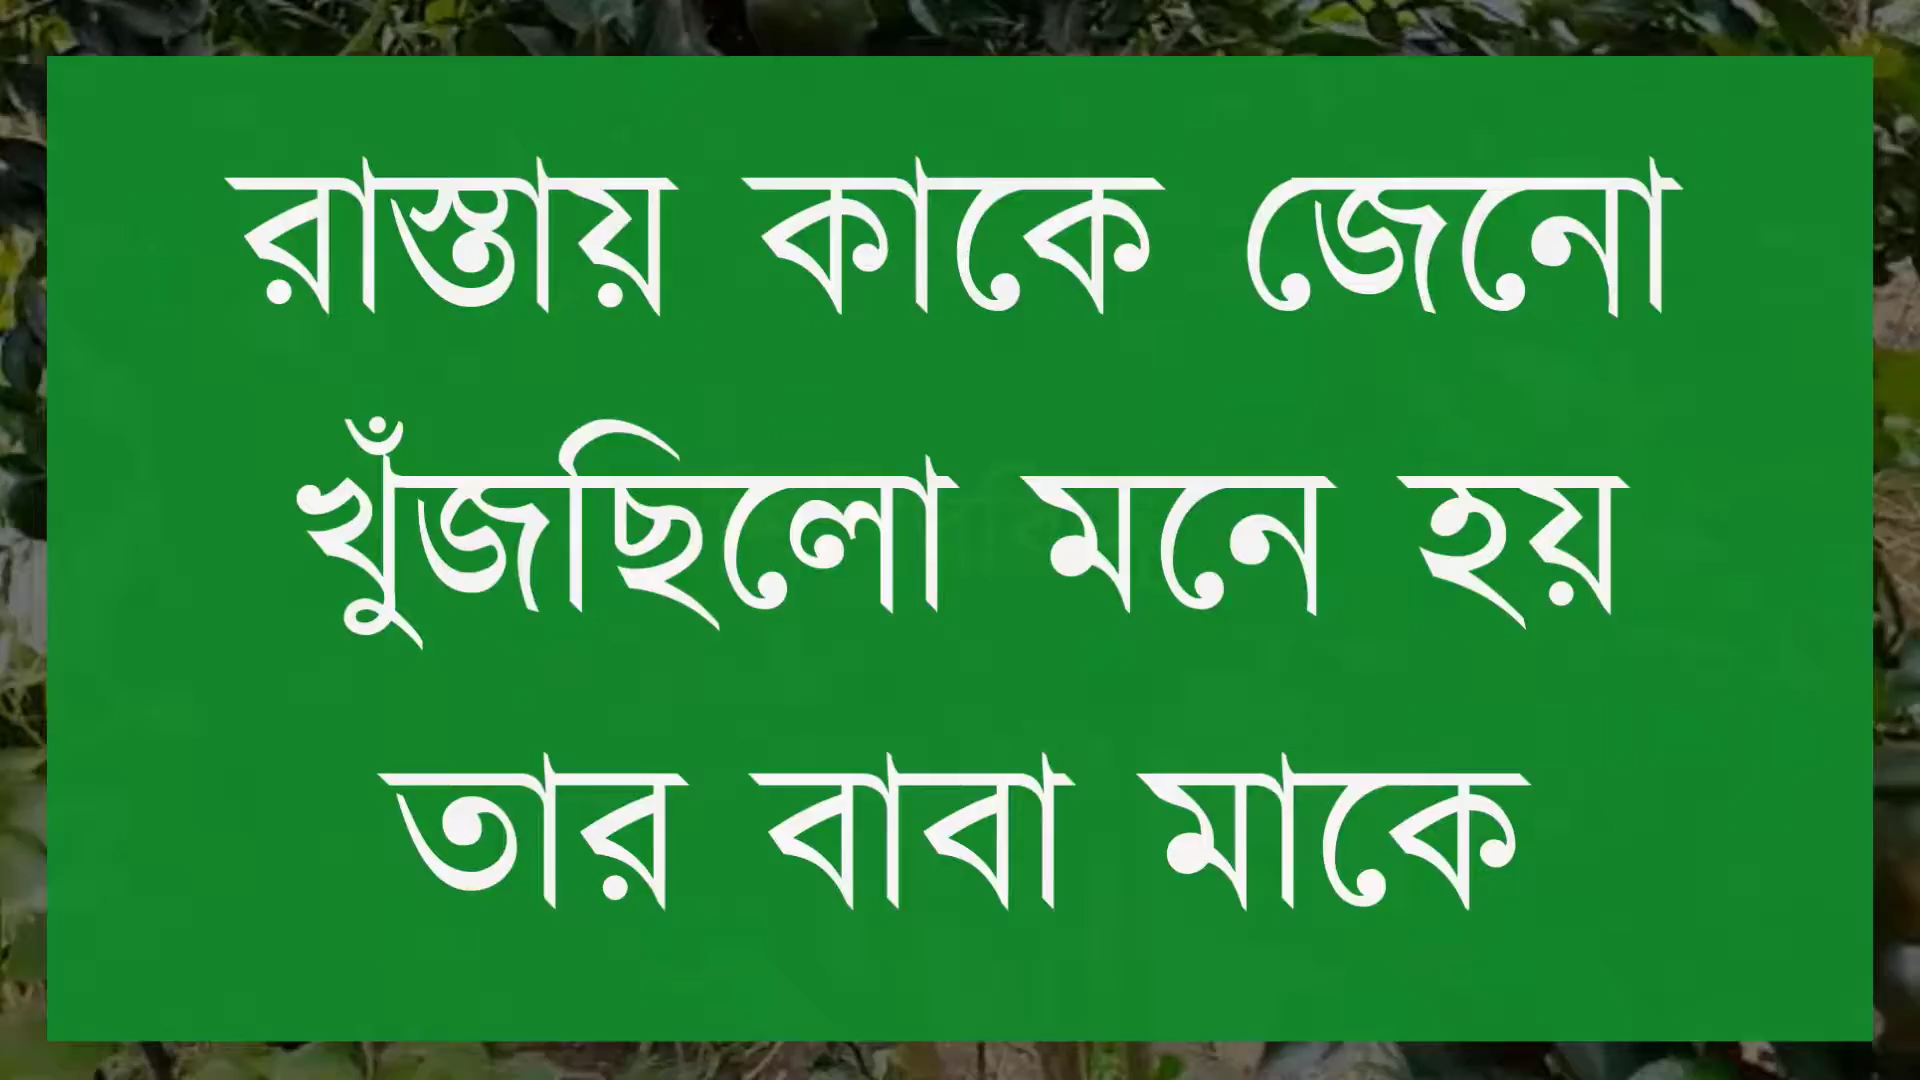 রাস্তায় কাকে জেনো
খুঁজছিলো মনে হয়
তার বাবা মাকে